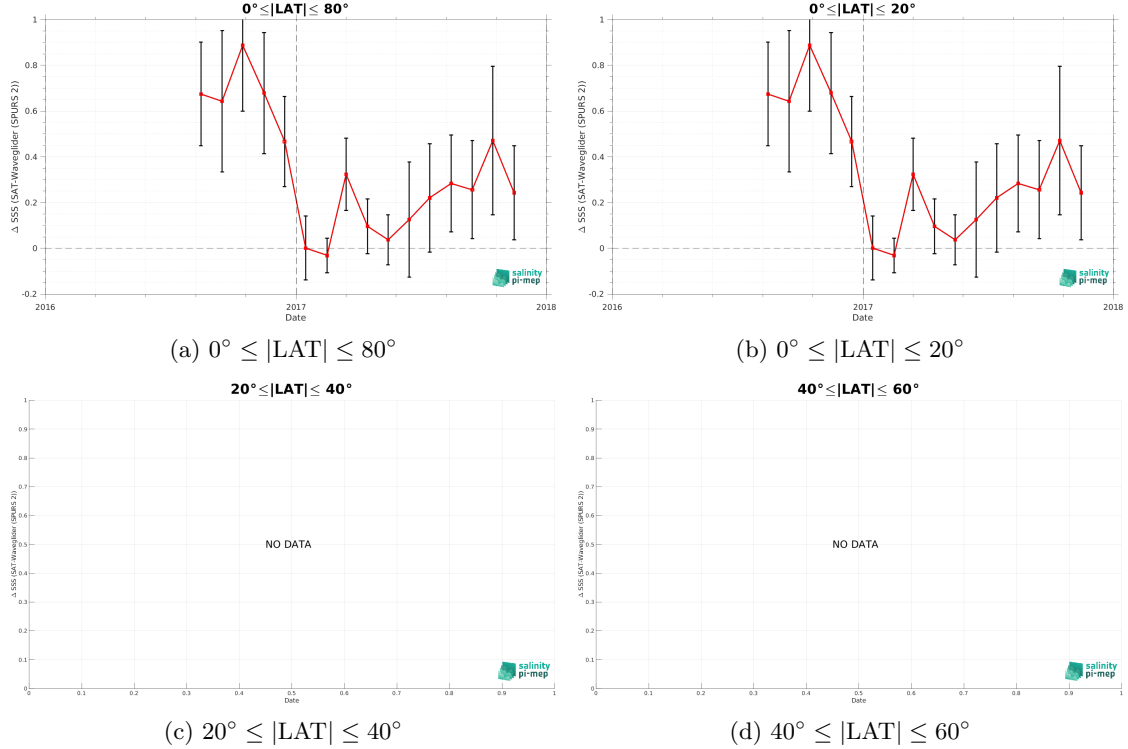 0°≤|LAT|≤ 80°
Δ SSS (SAT-Waveglider (SPURS 2))
1
0.8
0.6
0.4
0.2
0
-0.2
2016
2017
2018
Date
salinity
pi-mep
(a) 0° ≤ |LAT| ≤ 80°
0°≤|LAT|≤ 20°
Δ SSS (SAT-Waveglider (SPURS 2))
1
0.8
0.6
0.4
0.2
0
-0.2
2016
2017
2018
Date
salinity
pi-mep
(b) 0° ≤ |LAT| ≤ 20°
20°≤|LAT|≤ 40°
Δ SSS (SAT-Waveglider (SPURS 2))
1
0.9
0.8
0.7
0.6
0.5
0.4
0.3
0.2
0.1
0
NO DATA
0 0.1 0.2 0.3 0.4 0.5 0.6 0.7 0.8 0.9 1
Date
salinity
pi-mep
(c) 20° ≤ |LAT| ≤ 40°
40°≤|LAT|≤ 60°
Δ SSS (SAT-Waveglider (SPURS 2))
1
0.9
0.8
0.7
0.6
0.5
0.4
0.3
0.2
0.1
0
NO DATA
0 0.1 0.2 0.3 0.4 0.5 0.6 0.7 0.8 0.9 1
Date
salinity
pi-mep
(d) 40° ≤ |LAT| ≤ 60°